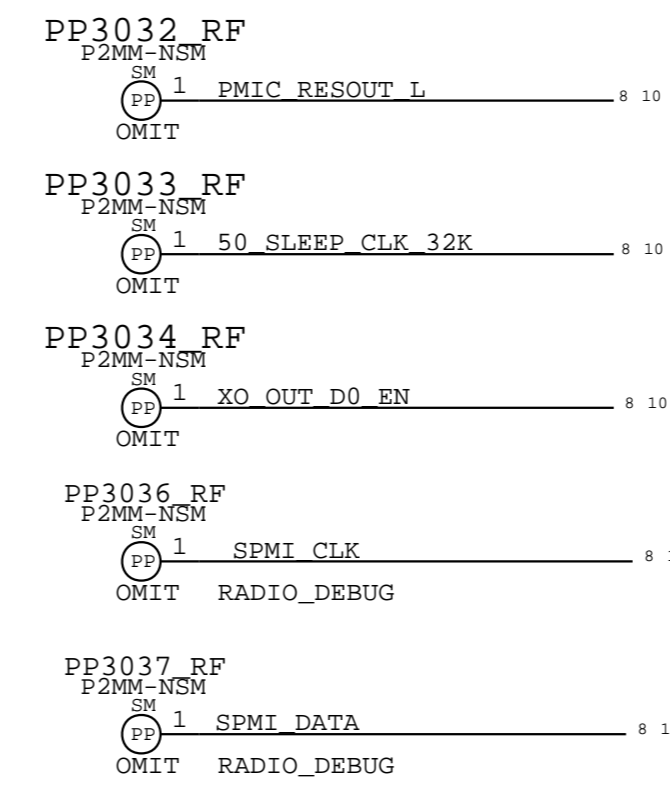 PP3032_RF
P2MM-NSM
SM
PP 1 PMIC_RESOUT_L 8 10
OMIT
PP3033_RF
P2MM-NSM
SM
PP 1 50_SLEEP_CLK_32K 8 10
OMIT
PP3034_RF
P2MM-NSM
SM
PP 1 XO_OUT_D0_EN 8 10
OMIT
PP3036_RF
P2MM-NSM
SM
PP 1 SPMI_CLK 8
OMIT RADIO_DEBUG
PP3037_RF
P2MM-NSM
SM
PP 1 SPMI_DATA 8 1
OMIT RADIO_DEBUG